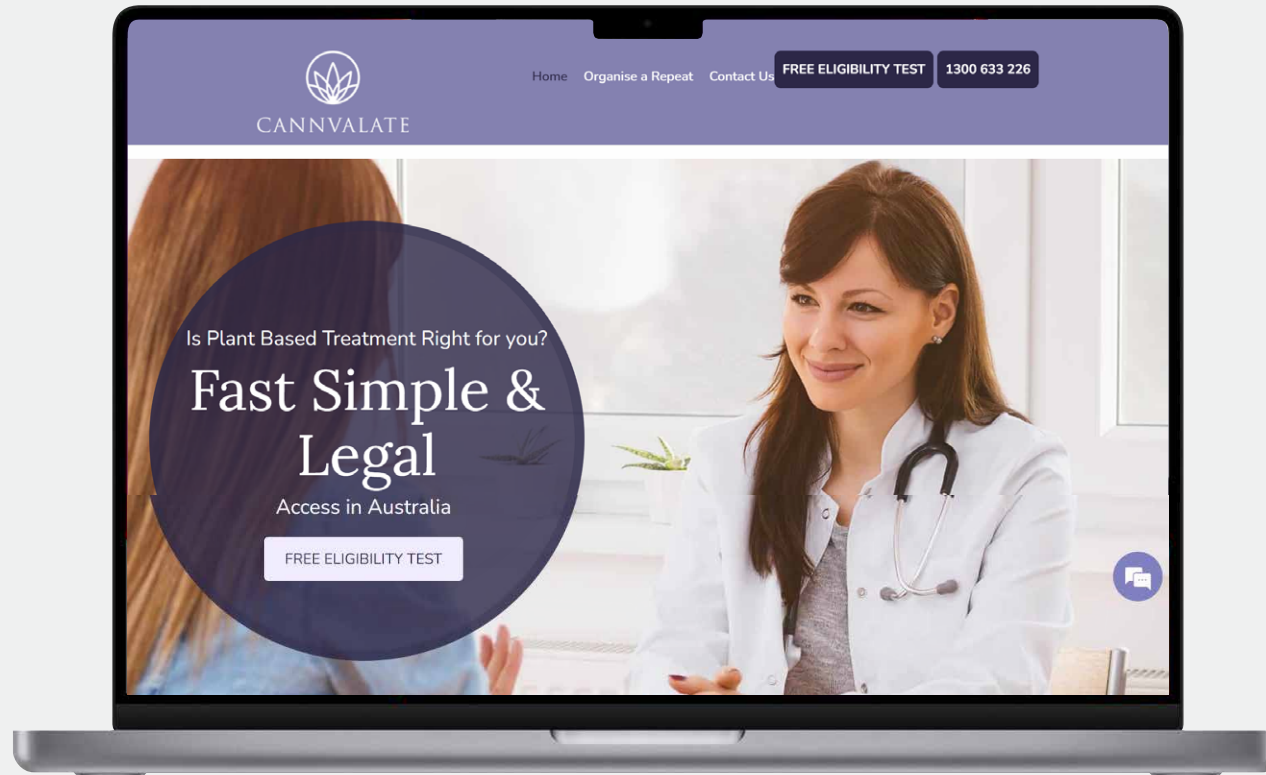 CANNVALATE
Home Organise a Repeat Contact Us FREE ELIGIBILITY TEST 1300 633 226
Is Plant Based Treatment Right for you?
Fast Simple &
Legal
Access in Australia
FREE ELIGIBILITY TEST